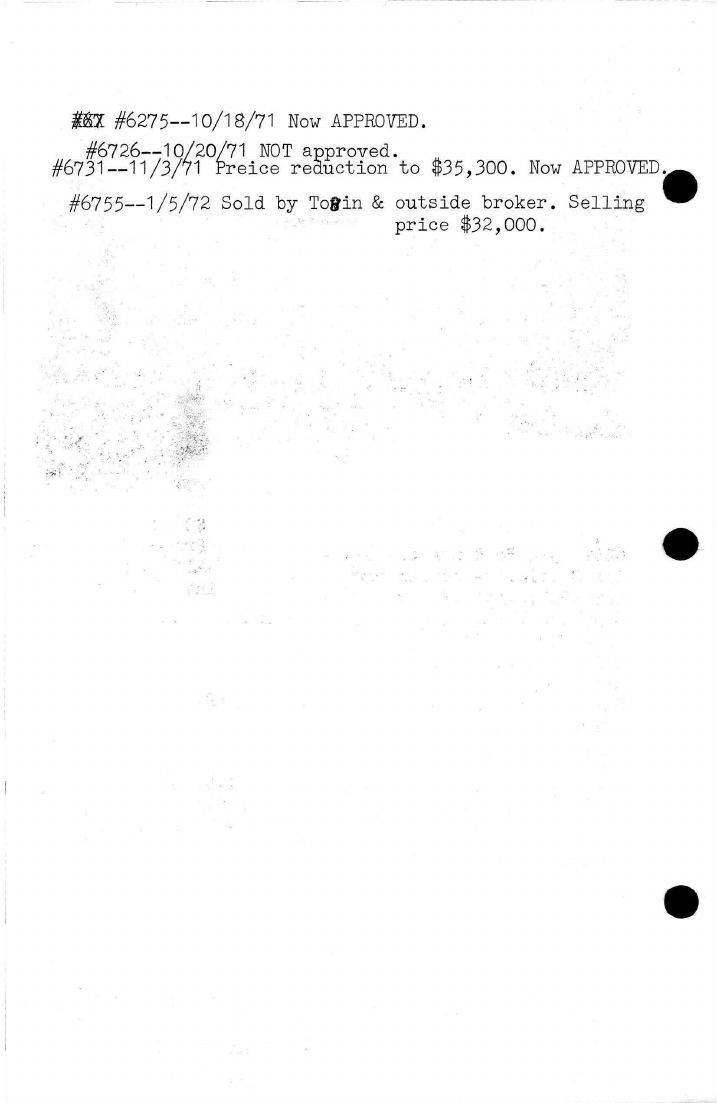 #6275--10/18/71 Now APPROVED.
#6726--10/20/71 NOT approved.
#6731--11/3/71 Preice reduction to $35,300. Now APPROVED.
#6755--1/5/72 Sold by & outside broker. Selling
price $32,000.